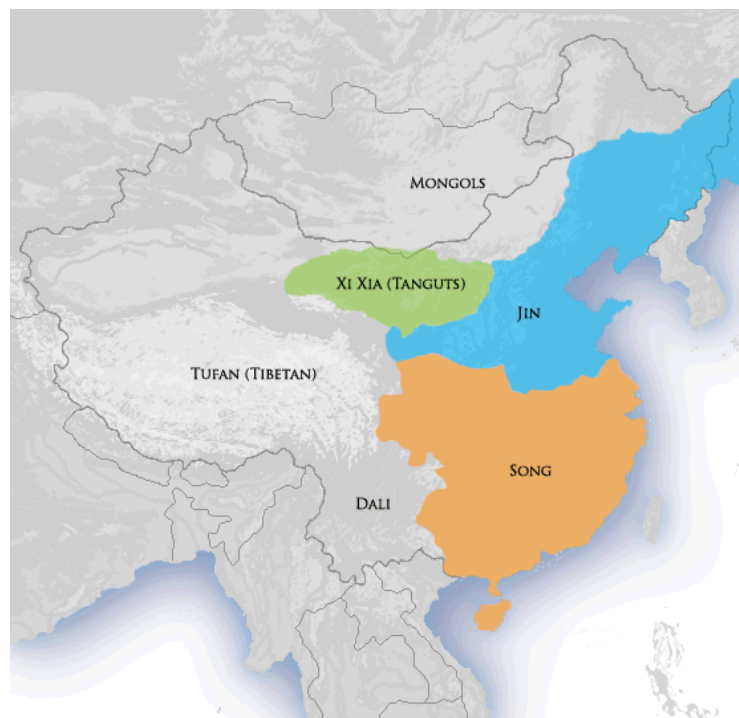 Mongols
Xi Xia (Tanguts)
Jin
Tufan (Tibetan)
Song
Dali